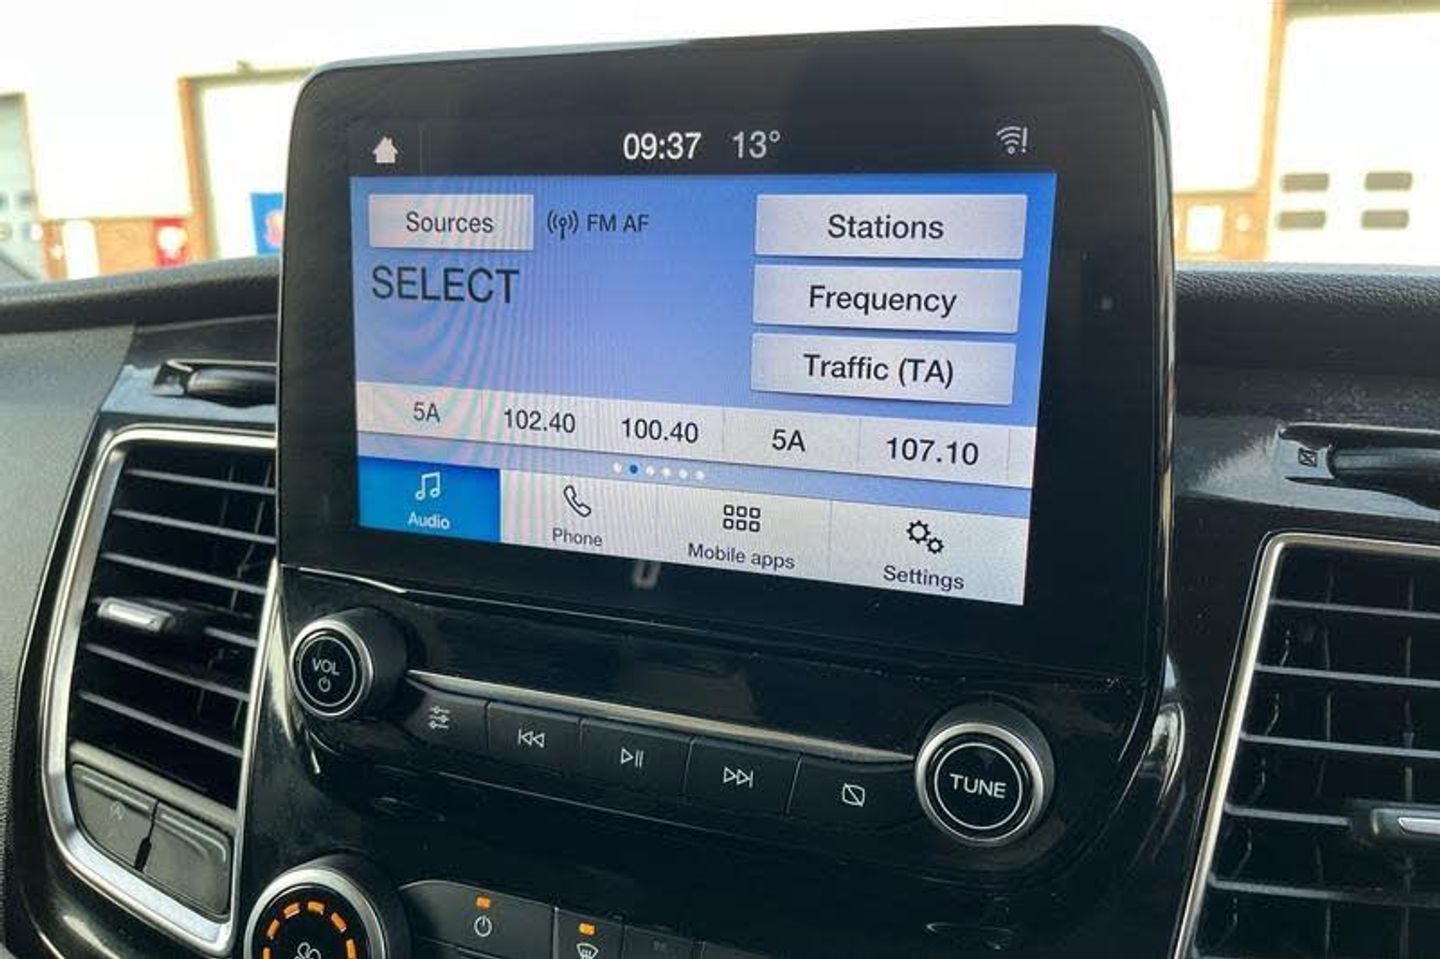 09:37 13°
Sources FM AF
Stations
SELECT
Frequency
Traffic (TA)
5A 102.40 100.40 5A 107.10
Audio Phone Mobile apps Settings
VOL
TUNE